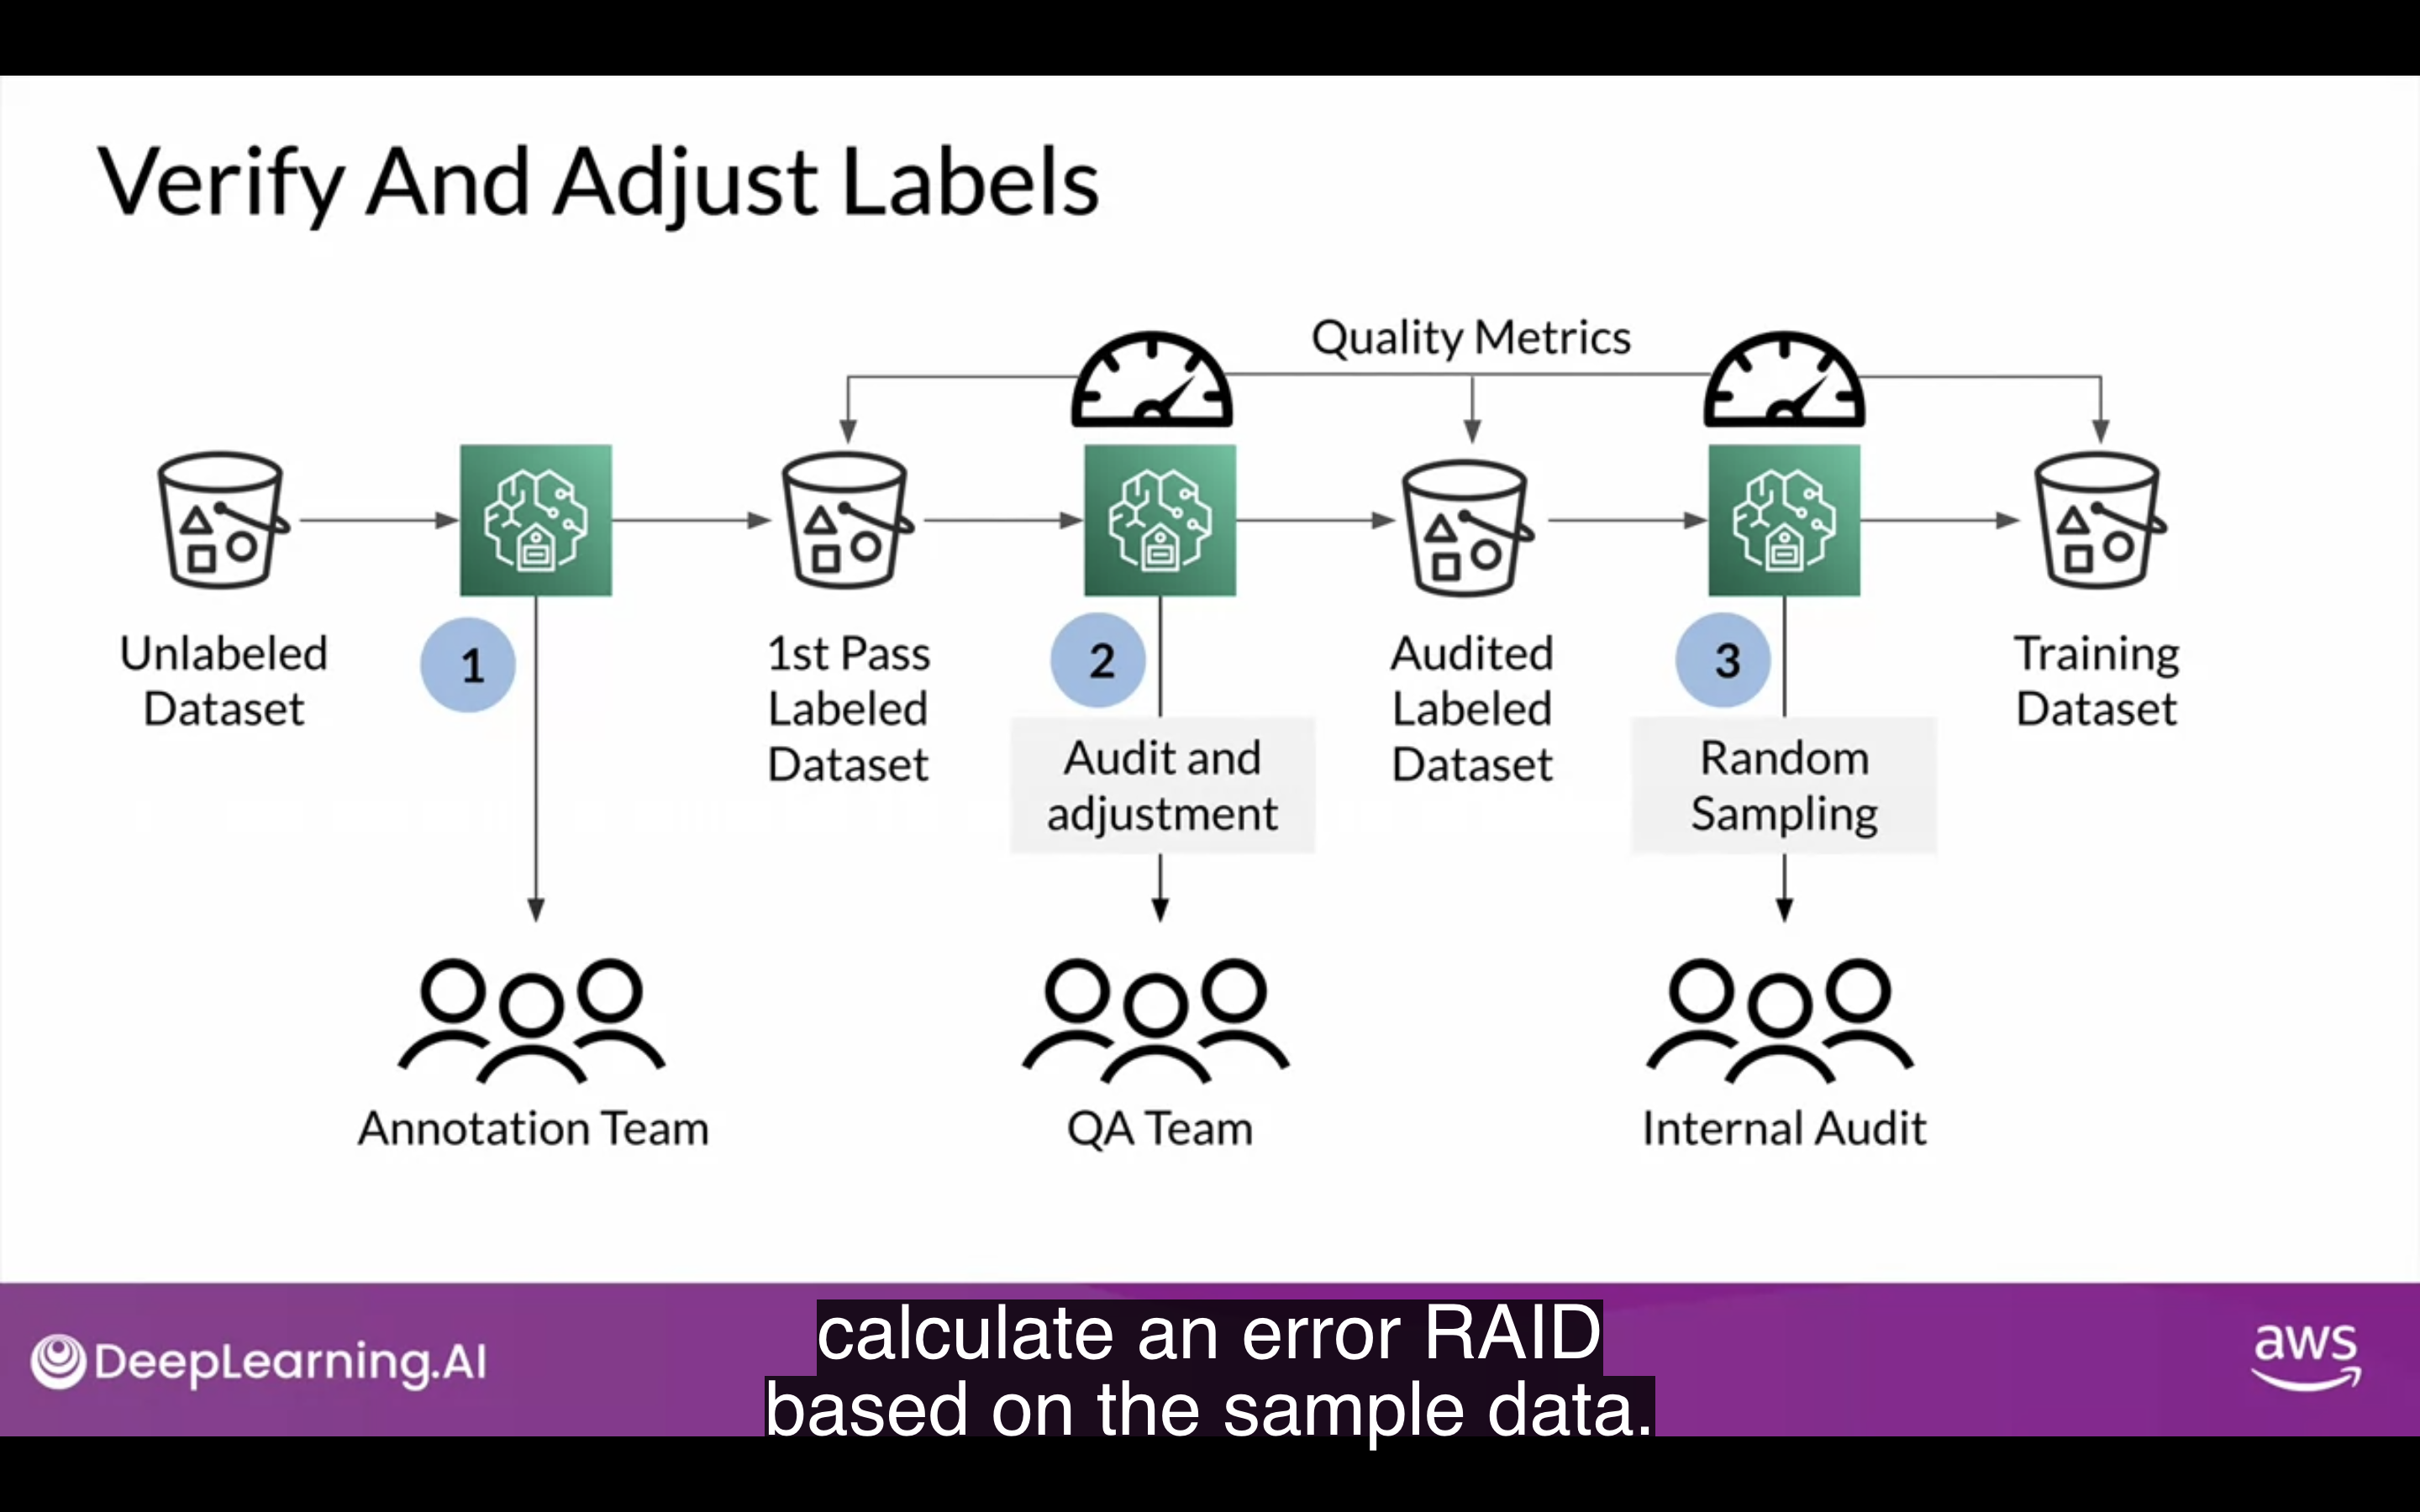 Verify And Adjust Labels
Quality Metrics
Unlabeled
Dataset
1
1st Pass
Labeled
Dataset
2
Audit and
adjustment
Audited
Labeled
Dataset
3
Random
Sampling
Training
Dataset
Annotation Team
QA Team
Internal Audit
DeepLearning.AI
calculate an error RAID
based on the sample data.
aws